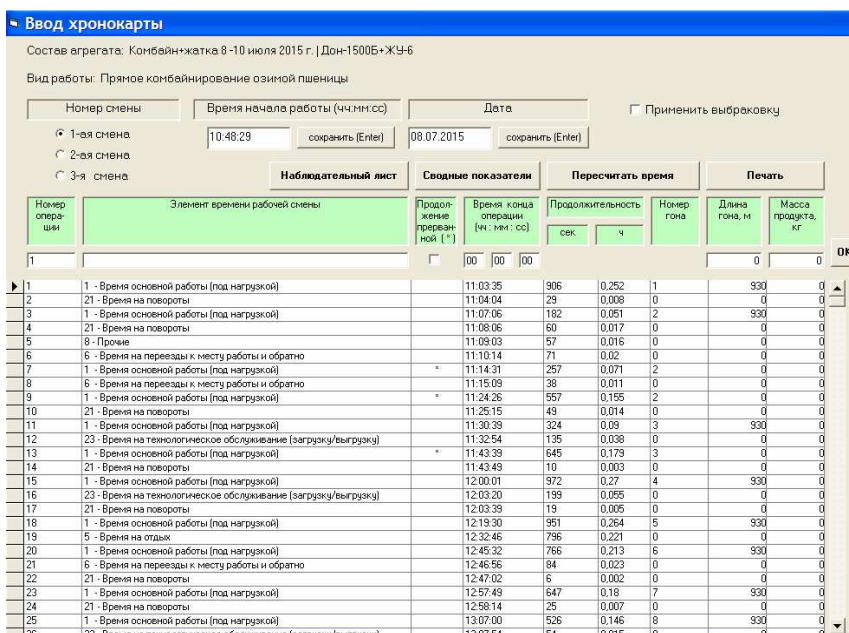 Ввод хронокарты
Состав агрегата: Комбайн+жатка 8 -10 июля 2015 г. | Дон-1500Б+ЖУ-6
Вид работы: Прямое комбайнирование озимой пшеницы
Номер смены Время начала работы (чч:мм:сс) Дата Применить выбраковку
1-ая смена 10:48:29 сохранить (Enter) 08.07.2015 сохранить (Enter)
2-ая смена
3-я смена Наблюдательный лист Сводные показатели Пересчитать время Печать
Номер операции Элемент времени рабочей смены Продолжение прерванной (*) Время конца операции (чч : мм : сс) Продолжительность сек ч Номер гона Длина гона, м Масса продукта, кг
1 00 00 00 0 0 ОК
1 1 - Время основной работы (под нагрузкой) 11:03:35 906 0,252 1 930 0
2 21 - Время на повороты 11:04:04 29 0,008 0 0 0
3 1 - Время основной работы (под нагрузкой) 11:07:06 182 0,051 2 930 0
4 21 - Время на повороты 11:08:06 60 0,017 0 0 0
5 8 - Прочие 11:09:03 57 0,016 0 0 0
6 6 - Время на переезды к месту работы и обратно 11:10:14 71 0,02 0 0 0
7 1 - Время основной работы (под нагрузкой) * 11:14:31 257 0,071 2 0 0
8 6 - Время на переезды к месту работы и обратно 11:15:09 38 0,011 0 0 0
9 1 - Время основной работы (под нагрузкой) * 11:24:26 557 0,155 2 0 0
10 21 - Время на повороты 11:25:15 49 0,014 0 0 0
11 1 - Время основной работы (под нагрузкой) 11:30:39 324 0,09 3 930 0
12 23 - Время на технологическое обслуживание (загрузку/выгрузку) 11:32:54 135 0,038 0 0 0
13 1 - Время основной работы (под нагрузкой) * 11:43:39 645 0,179 3 0 0
14 21 - Время на повороты 11:43:49 10 0,003 0 0 0
15 1 - Время основной работы (под нагрузкой) 12:00:01 972 0,27 4 930 0
16 23 - Время на технологическое обслуживание (загрузку/выгрузку) 12:03:20 199 0,055 0 0 0
17 21 - Время на повороты 12:03:39 19 0,005 0 0 0
18 1 - Время основной работы (под нагрузкой) 12:19:30 951 0,264 5 930 0
19 5 - Время на отдых 12:32:46 796 0,221 0 0 0
20 1 - Время основной работы (под нагрузкой) 12:45:32 766 0,213 6 930 0
21 6 - Время на переезды к месту работы и обратно 12:46:56 84 0,023 0 0 0
22 21 - Время на повороты 12:47:02 6 0,002 0 0 0
23 1 - Время основной работы (под нагрузкой) 12:57:49 647 0,18 7 930 0
24 21 - Время на повороты 12:58:14 25 0,007 0 0 0
25 1 - Время основной работы (под нагрузкой) 13:07:00 526 0,146 8 930 0